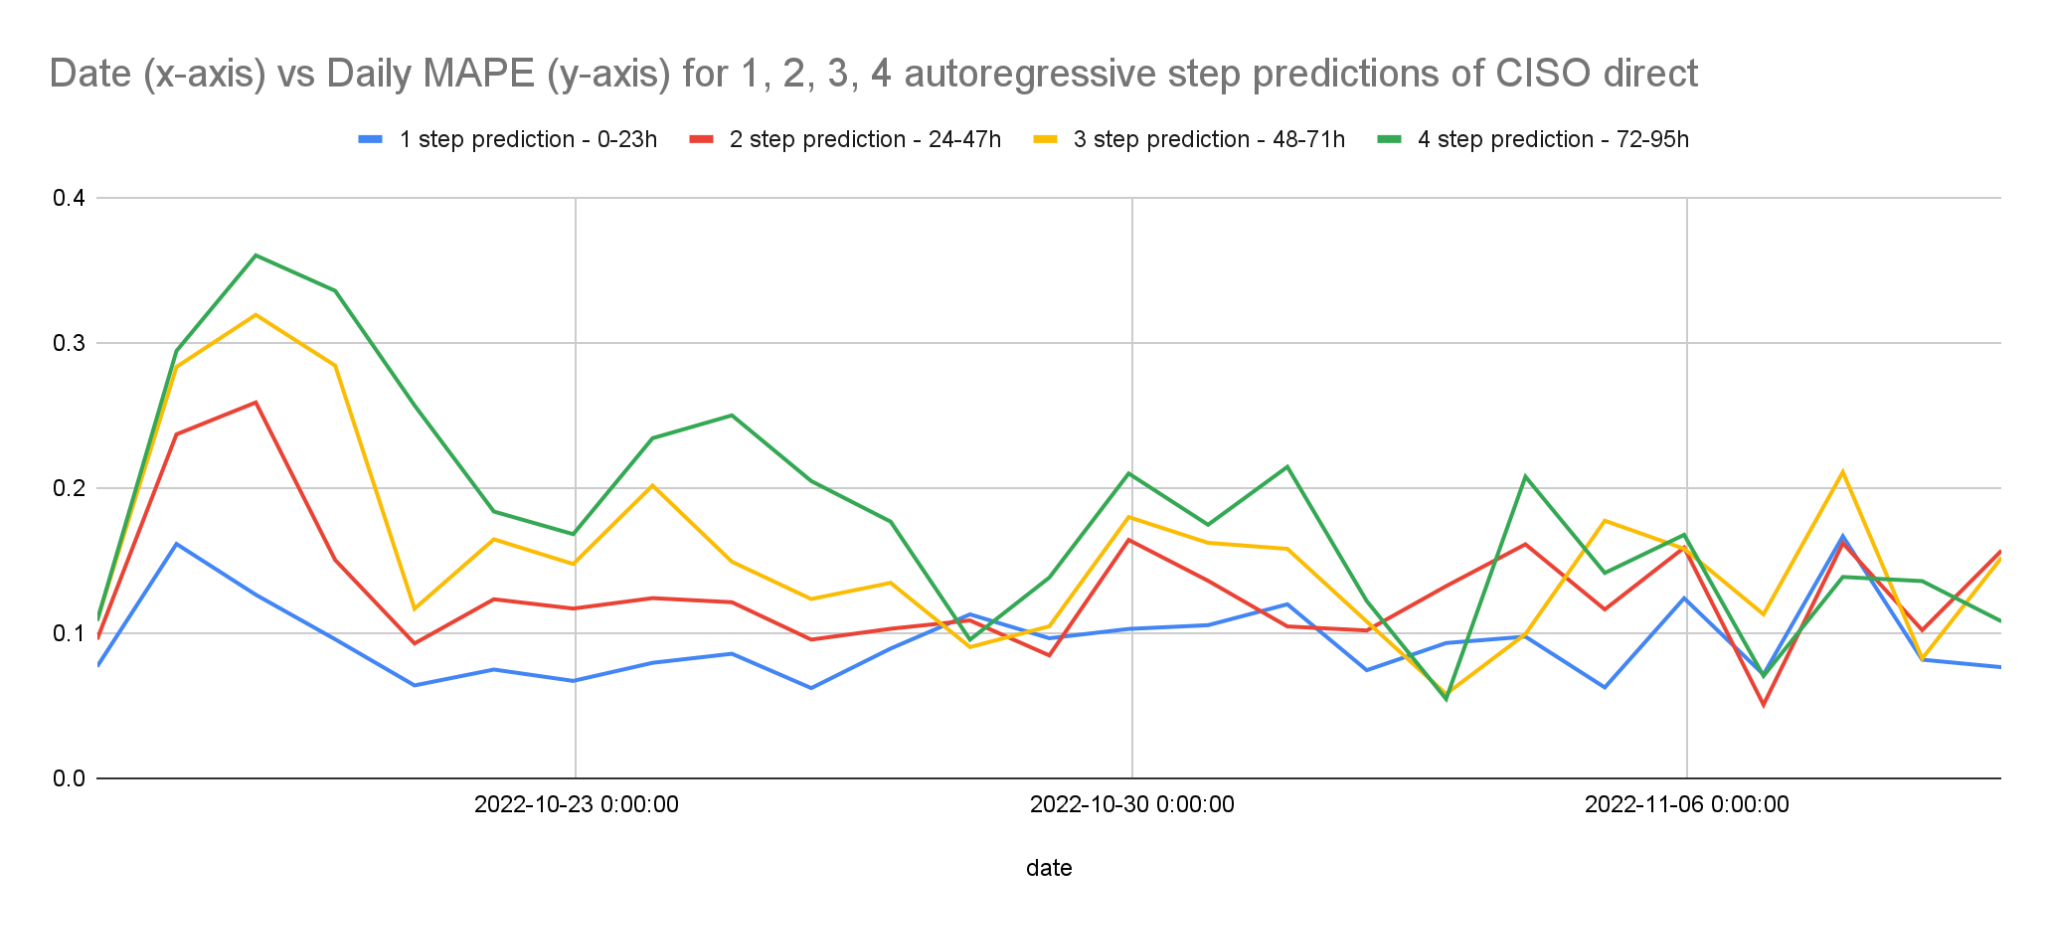 Date (x-axis) vs Daily MAPE (y-axis) for 1, 2, 3, 4 autoregressive step predictions of CISO direct
1 step prediction - 0-23h 2 step prediction - 24-47h 3 step prediction - 48-71h 4 step prediction - 72-95h
0.4
0.3
0.2
0.1
0.0
2022-10-23 0:00:00 2022-10-30 0:00:00 2022-11-06 0:00:00
date